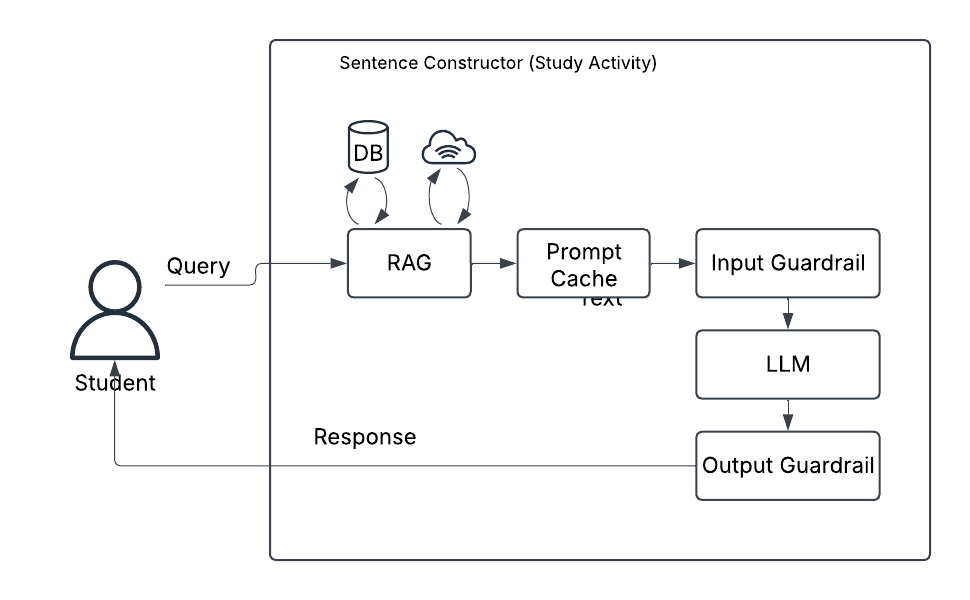 Sentence Constructor (Study Activity)
DB
Query
RAG
Prompt
Cache
Text
Input Guardrail
LLM
Student
Response
Output Guardrail